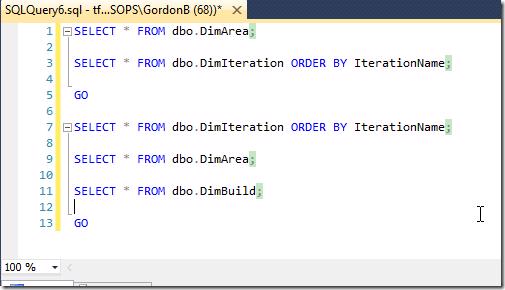 SQLQuery6.sql - tf...SOPS\GordonB (68))*
1 SELECT * FROM dbo.DimArea;
2
3 SELECT * FROM dbo.DimIteration ORDER BY IterationName;
4
5 GO
6
7 SELECT * FROM dbo.DimIteration ORDER BY IterationName;
8
9 SELECT * FROM dbo.DimArea;
10
11 SELECT * FROM dbo.DimBuild;
12
13 GO
100 %